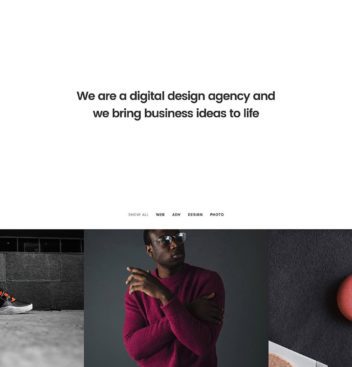 We are a digital design agency and
we bring business ideas to life
SHOW ALL WEB ADV DESIGN PHOTO